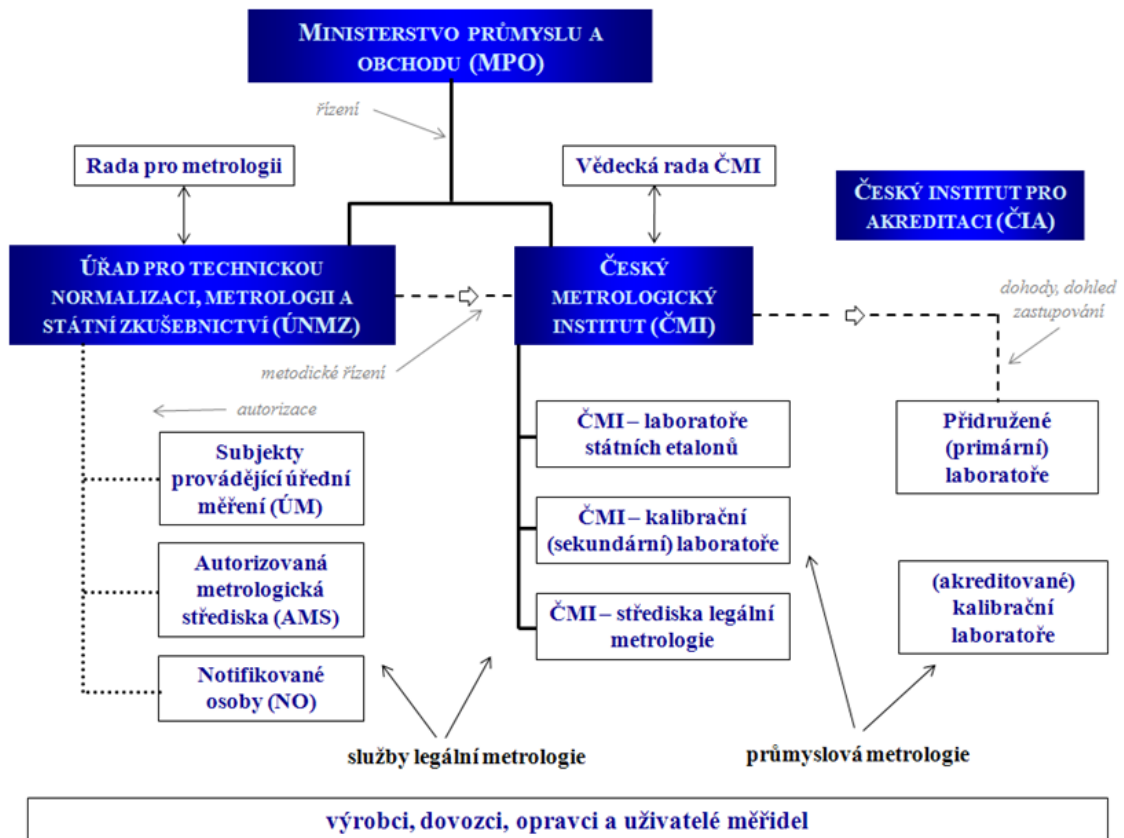 MINISTERSTVO PRŮMYSLU A
OBCHODU (MPO)
řízení
Rada pro metrologii
Vědecká rada ČMI
ČESKÝ INSTITUT PRO
AKREDITACI (ČIA)
ÚŘAD PRO TECHNICKOU
NORMALIZACI, METROLOGII A
STÁTNÍ ZKUŠEBNICTVÍ (ÚNMZ)
ČESKÝ
METROLOGICKÝ
INSTITUT (ČMI)
dohody, dohled
zastupování
metodické řízení
autorizace
Subjekty
provádějící úřední
měření (ÚM)
ČMI – laboratoře
státních etalonů
Přidružené
(primární)
laboratoře
ČMI – kalibrační
(sekundární) laboratoře
Autorizovaná
metrologická
střediska (AMS)
(akreditované)
kalibrační
laboratoře
ČMI – střediska legální
metrologie
Notifikované
osoby (NO)
služby legální metrologie
průmyslová metrologie
výrobci, dovozci, opravci a uživatelé měřidel